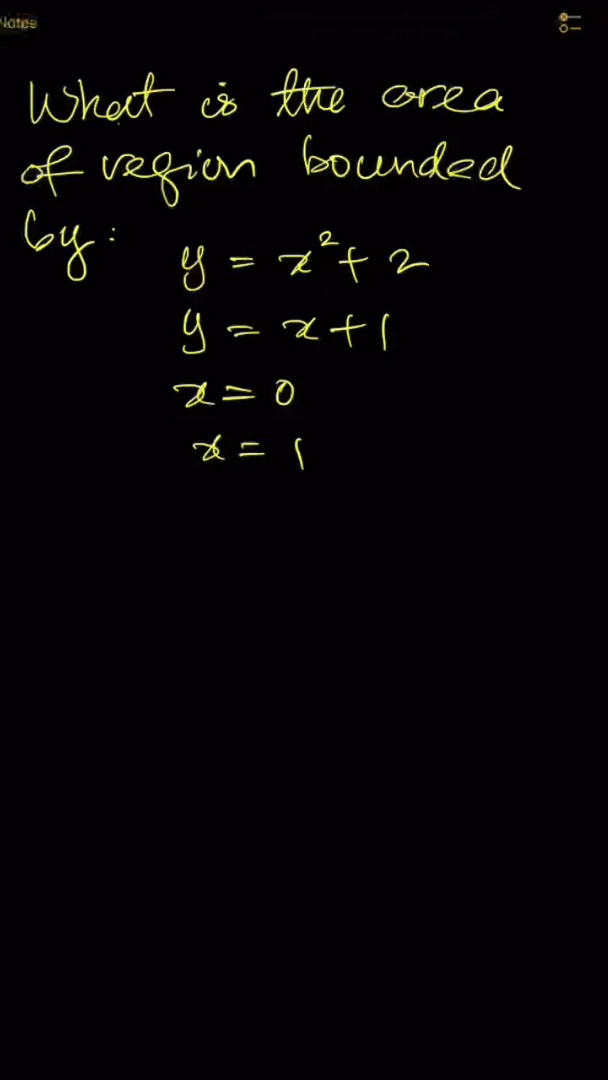 Notes
What is the area
of region bounded
by:
y = x² + 2
y = x + 1
x = 0
x = 1